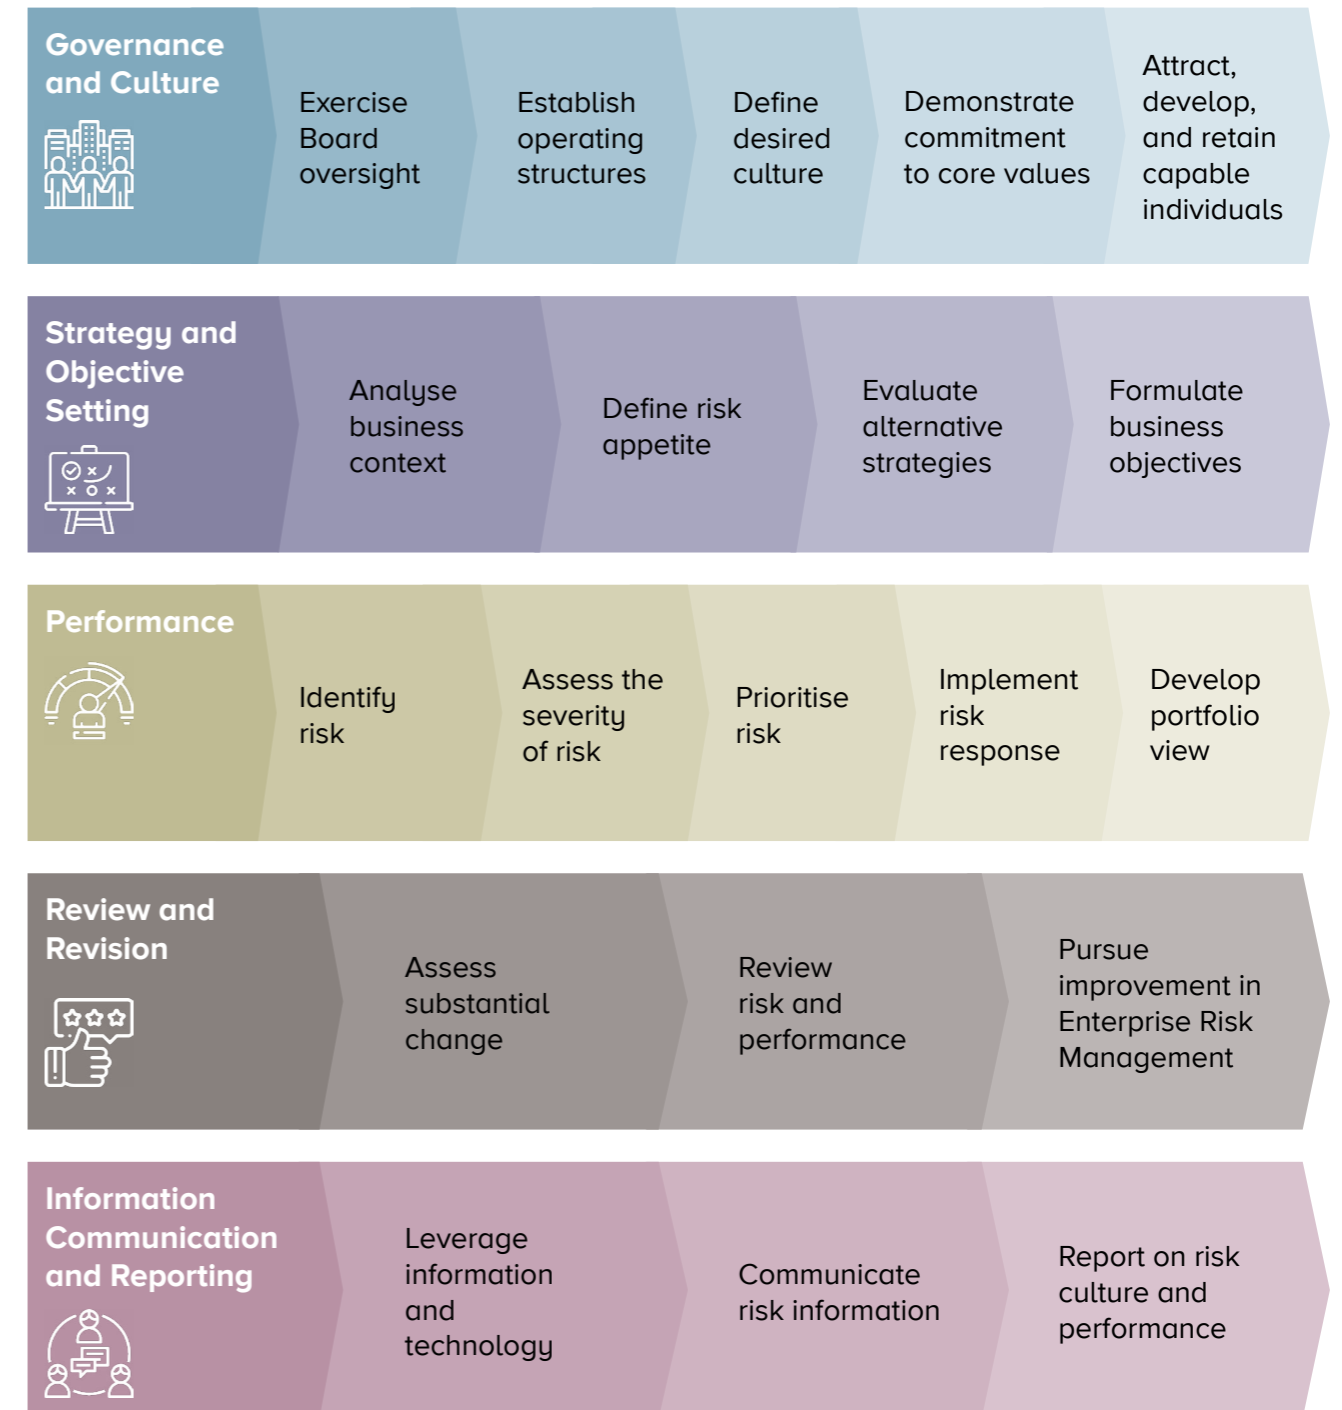 Governance
and Culture
Exercise
Board
oversight
Establish
operating
structures
Define
desired
culture
Demonstrate
commitment
to core values
Attract,
develop,
and retain
capable
individuals
Strategy and
Objective
Setting
Analyse
business
context
Define risk
appetite
Evaluate
alternative
strategies
Formulate
business
objectives
Performance
Identify
risk
Assess the
severity
of risk
Prioritise
risk
Implement
risk
response
Develop
portfolio
view
Review and
Revision
Assess
substantial
change
Review
risk and
performance
Pursue
improvement in
Enterprise Risk
Management
Information
Communication
and Reporting
Leverage
information
and
technology
Communicate
risk information
Report on risk
culture and
performance